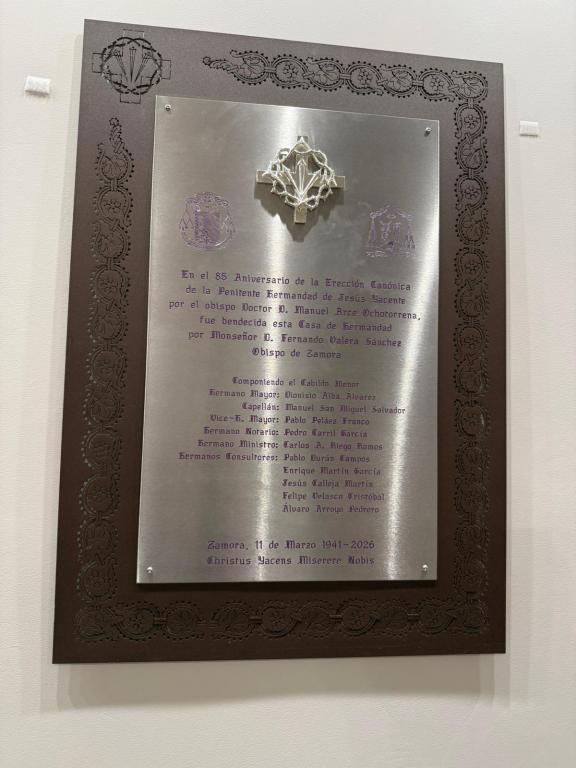 En el 85 Aniversario de la Erección Canónica
de la Penitente Hermandad de Jesús Yacente
por el obispo Doctor D. Manuel Arce Ochotorrena,
fue bendecida esta Casa de Hermandad
por Monseñor D. Fernando Valera Sánchez
Obispo de Zamora
Componiendo el Cabildo Menor
Hermano Mayor: Dionisio Alba Alvarez
Capellán: Manuel San Miguel Salvador
Vice-H. Mayor: Pablo Peláez Franco
Hermano Notario: Pedro Carril García
Hermano Ministro: Carlos A. Riego Ramos
Hermanos Consultores: Pablo Durán Campos
Enrique Martín García
Jesús Calleja Martín
Felipe Velasco Cristóbal
Álvaro Arroyo Pedrero
Zamora, 11 de Marzo 1941-2026
Christus Yacens Miserere Nobis